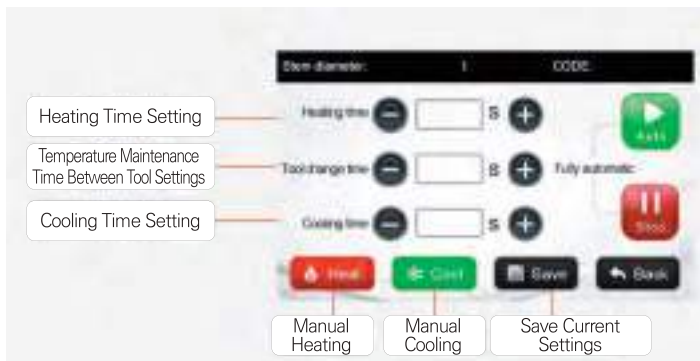 Stem diameter: 1 CODE:
Heating Time Setting
Heating time S
Auto
Temperature Maintenance
Time Between Tool Settings
Tool change time S Fully automatic
Cooling Time Setting
Cooling time S
Stop
Heat Cool Save Back
Manual
Heating
Manual
Cooling
Save Current
Settings